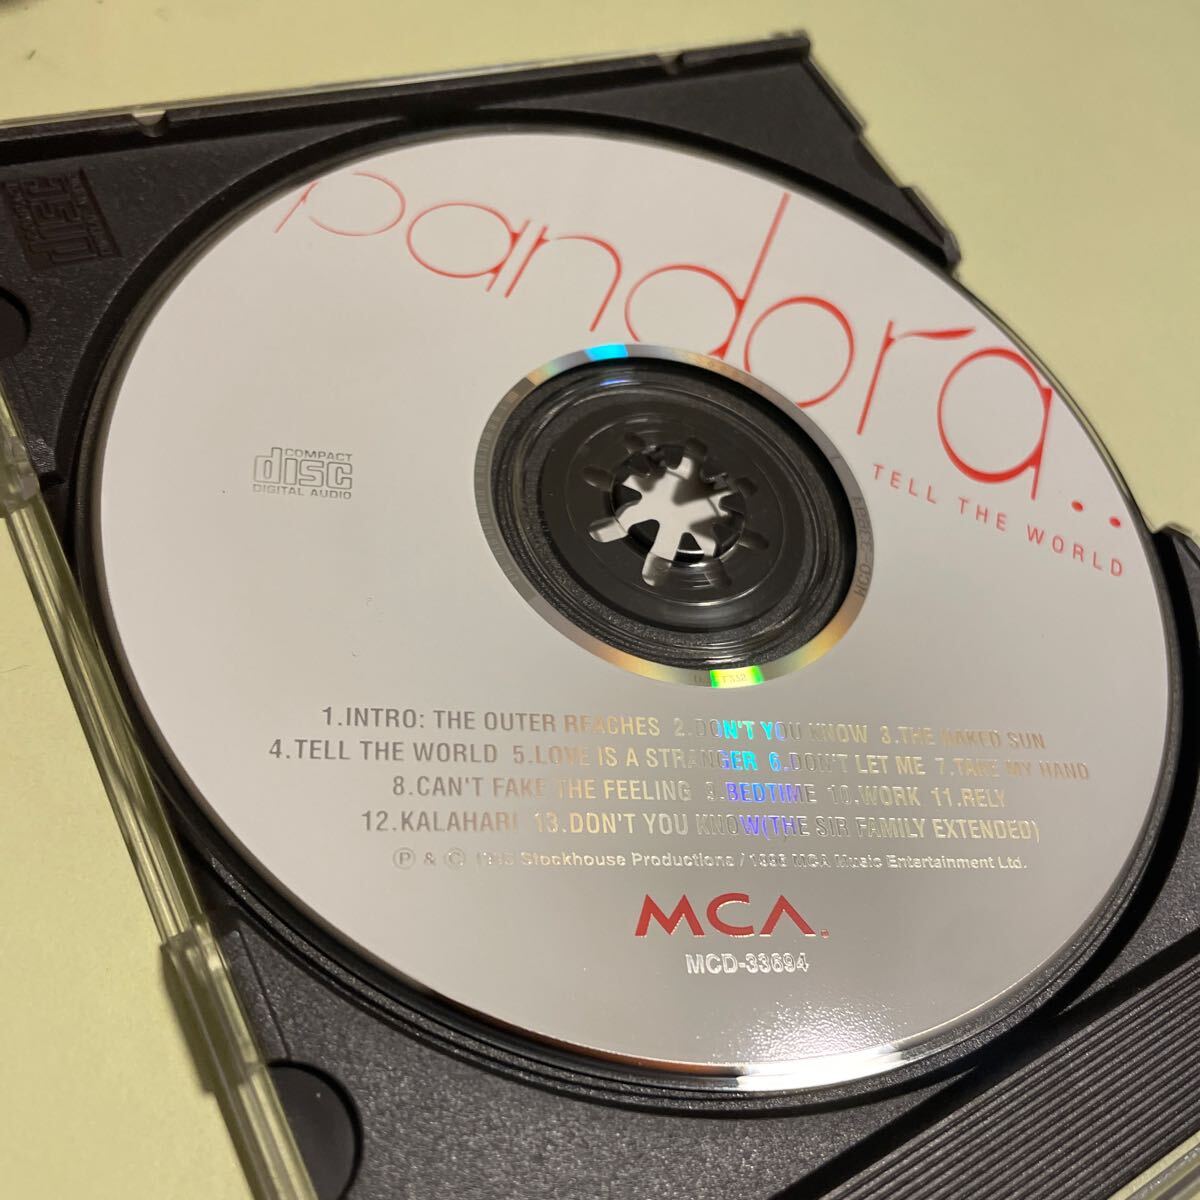 pandora..
TELL THE WORLD
COMPACT
disc
DIGITAL AUDIO
1.INTRO: THE OUTER REACHES 2.DON'T YOU KNOW 3.THE NAKED SUN
4.TELL THE WORLD 5.LOVE IS A STRANGER 6.DON'T LET ME 7.TAKE MY HAND
8.CAN'T FAKE THE FEELING 9.BEDTIME 10.WORK 11.RELY
12.KALAHARI 13.DON'T YOU KNOW(THE SIR FAMILY EXTENDED)
Ⓟ & © Stockhouse Productions / MCA Music Entertainment Ltd.
MCA.
MCD-33694